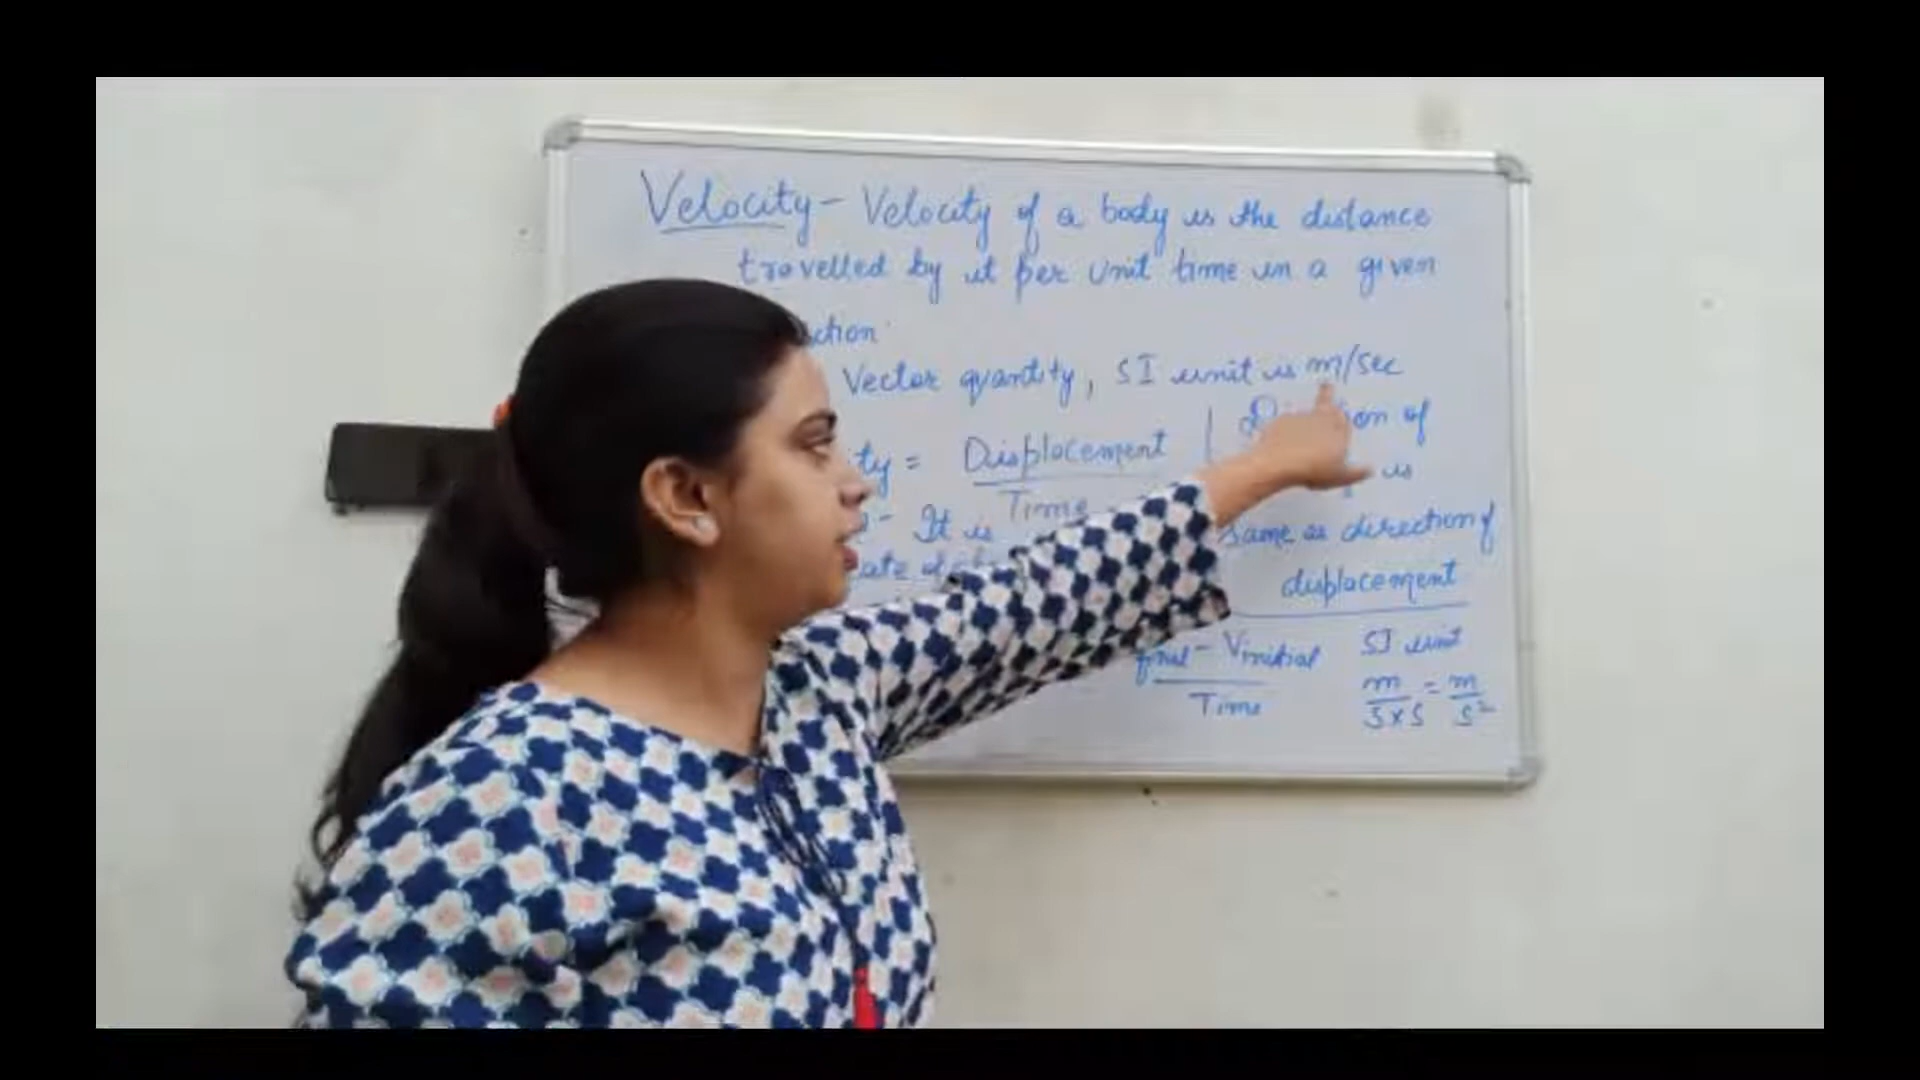 Velocity - Velocity of a body is the distance
travelled by it per unit time in a given
ction
Vector quantity, SI unit is m/sec
ty = Displacement / Time
It is
ate of
on of
is
same as direction of
displacement
final - Vinitial / Time
SI unit
m / s x s = m / s²